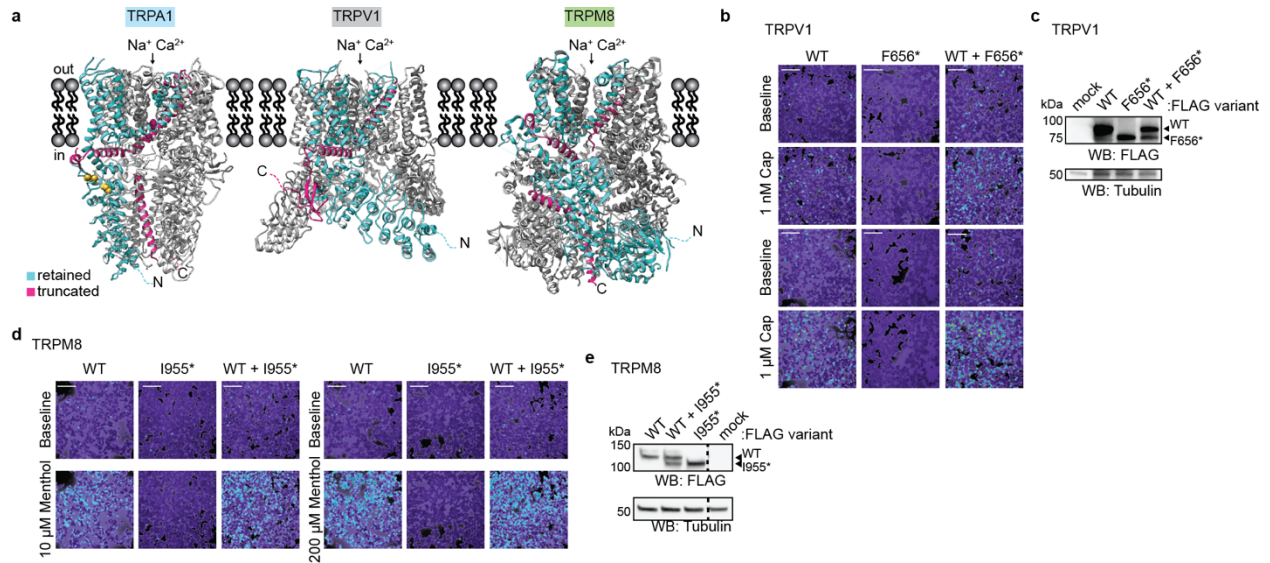 a
TRPA1
TRPV1
TRPM8
Na⁺ Ca²⁺
Na⁺ Ca²⁺
Na⁺ Ca²⁺
out
in
C
N
N
N
C
C
retained
truncated
b
TRPV1
WT
F656*
WT + F656*
Baseline
1 nM Cap
Baseline
1 µM Cap
c
TRPV1
mock
WT
F656*
WT + F656*
:FLAG variant
kDa
100
75
WT
F656*
WB: FLAG
50
WB: Tubulin
d
TRPM8
WT
I955*
WT + I955*
WT
I955*
WT + I955*
Baseline
10 µM Menthol
Baseline
200 µM Menthol
e
TRPM8
WT
WT + I955*
I955*
mock
:FLAG variant
kDa
150
100
WT
I955*
WB: FLAG
50
WB: Tubulin